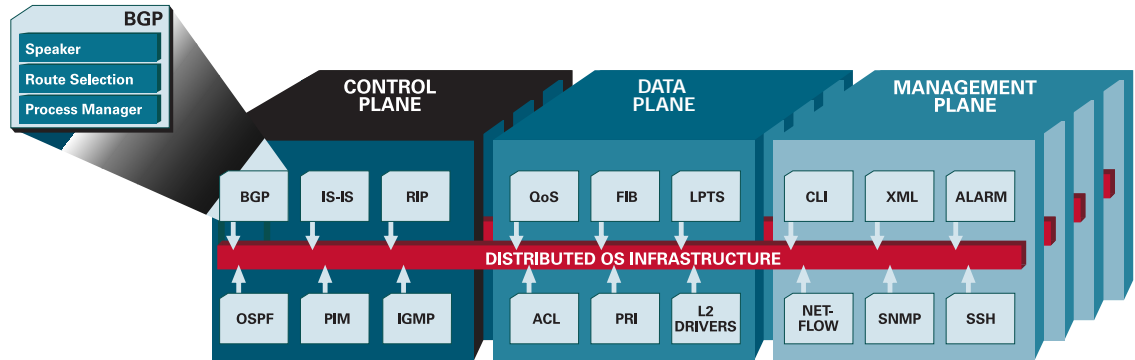 BGP
Speaker
Route Selection
Process Manager
CONTROL
PLANE
DATA
PLANE
MANAGEMENT
PLANE
BGP
IS-IS
RIP
QoS
FIB
LPTS
CLI
XML
ALARM
DISTRIBUTED OS INFRASTRUCTURE
OSPF
PIM
IGMP
ACL
PRI
L2
DRIVERS
NET-
FLOW
SNMP
SSH